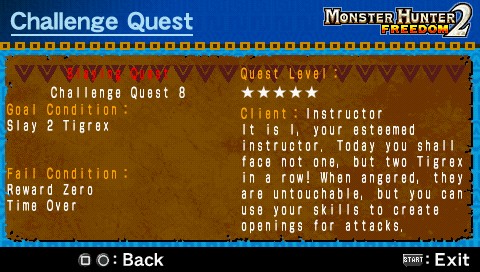 Challenge Quest
MONSTER HUNTER
FREEDOM 2
Slaying Quest
Challenge Quest 8
Goal Condition:
Slay 2 Tigrex
Fail Condition:
Reward Zero
Time Over
Quest Level:
★★★★★
Client: Instructor
It is I, your esteemed
instructor. Today you shall
face not one, but two Tigrex
in a row! When angered, they
are untouchable, but you can
use your skills to create
openings for attacks.
□ ○: Back
START: Exit